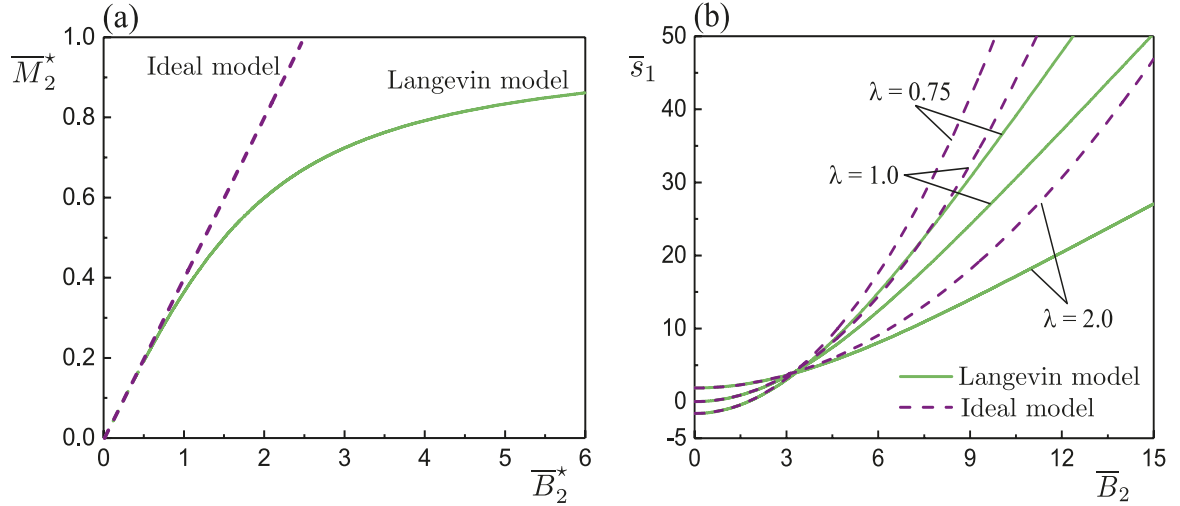 (a)
M̅₂⋆
1.0
0.8
0.6
0.4
0.2
0.0
Ideal model
Langevin model
0 1 2 3 4 5 6
B̅₂⋆
(b)
s̅₁
50
40
30
20
10
0
-5
λ = 0.75
λ = 1.0
λ = 2.0
Langevin model
Ideal model
0 3 6 9 12 15
B̅₂